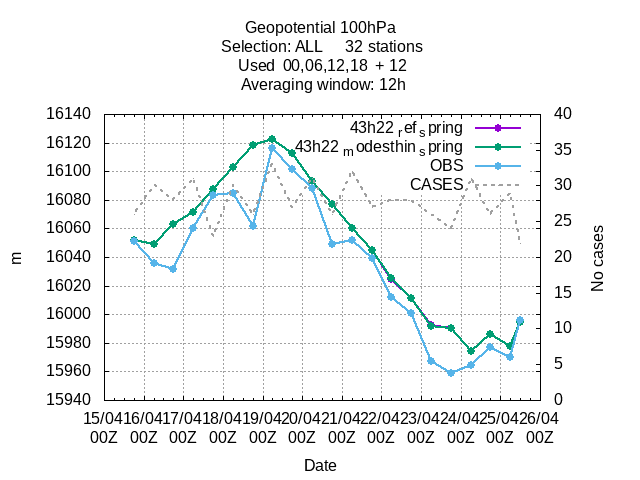 Geopotential 100hPa
Selection: ALL 32 stations
Used 00,06,12,18 + 12
Averaging window: 12h
16140
16120
16100
16080
16060
16040
16020
16000
15980
15960
15940
m
43h22 ref spring
43h22 modesthin spring
OBS
CASES
40
35
30
25
20
15
10
5
0
No cases
15/04 16/04 17/04 18/04 19/04 20/04 21/04 22/04 23/04 24/04 25/04 26/04
00Z 00Z 00Z 00Z 00Z 00Z 00Z 00Z 00Z 00Z 00Z 00Z
Date